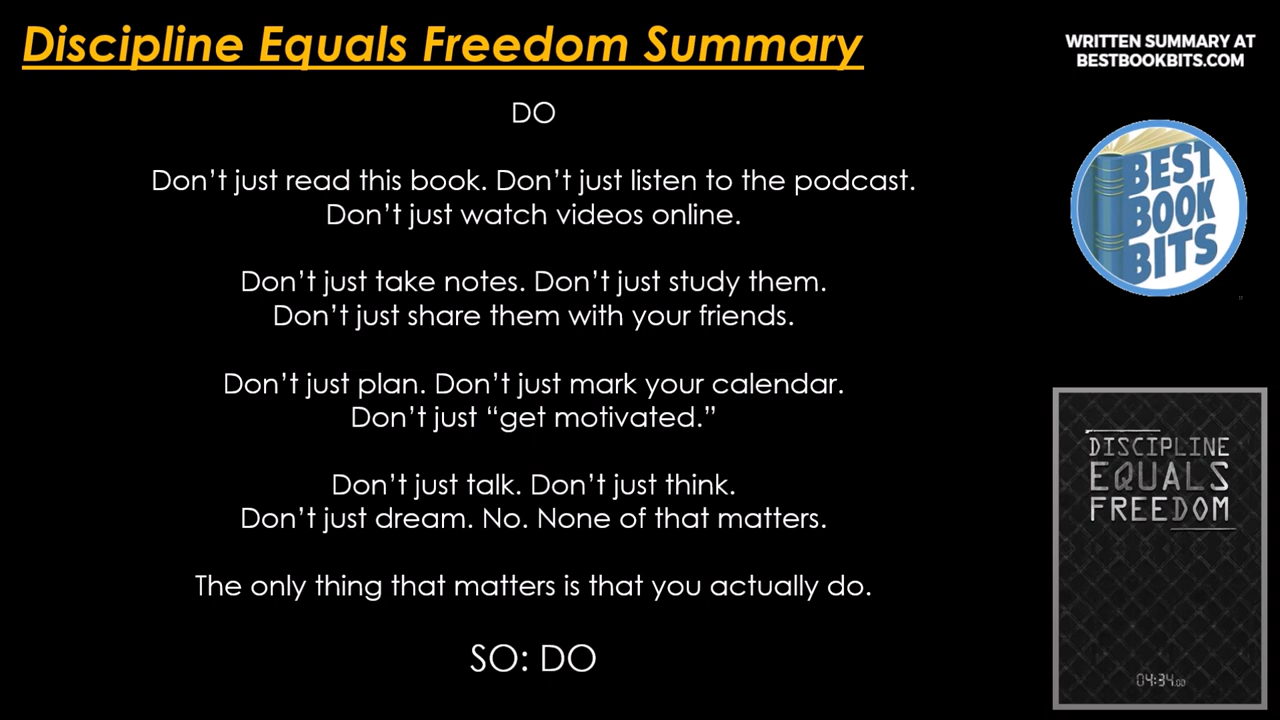 Discipline Equals Freedom Summary
WRITTEN SUMMARY AT
BESTBOOKBITS.COM
DO
Don’t just read this book. Don’t just listen to the podcast.
Don’t just watch videos online.
Don’t just take notes. Don’t just study them.
Don’t just share them with your friends.
Don’t just plan. Don’t just mark your calendar.
Don’t just “get motivated.”
Don’t just talk. Don’t just think.
Don’t just dream. No. None of that matters.
The only thing that matters is that you actually do.
SO: DO
BEST
BOOK
BITS
DISCIPLINE
EQUALS
FREEDOM
04:34.00